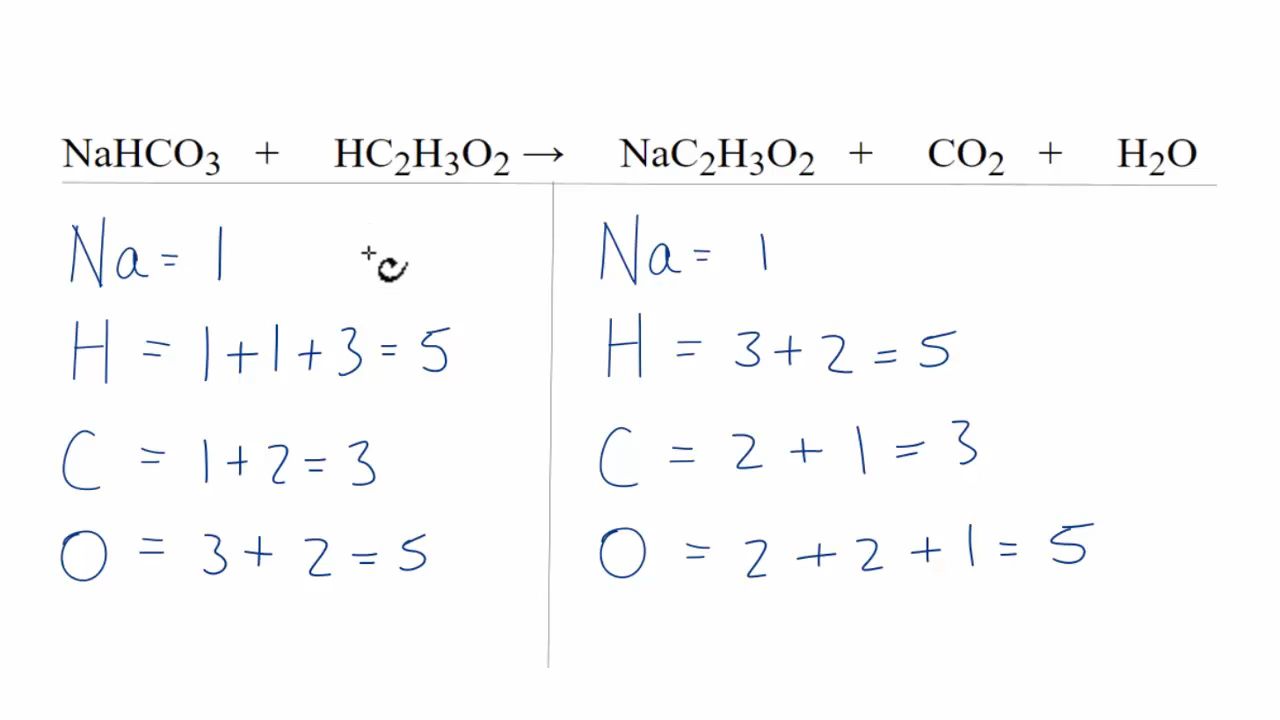 NaHCO3 + HC2H3O2 → NaC2H3O2 + CO2 + H2O
Na = 1
H = 1+1+3 = 5
C = 1+2 = 3
O = 3+2 = 5
Na = 1
H = 3+2 = 5
C = 2+1 = 3
O = 2+2+1 = 5